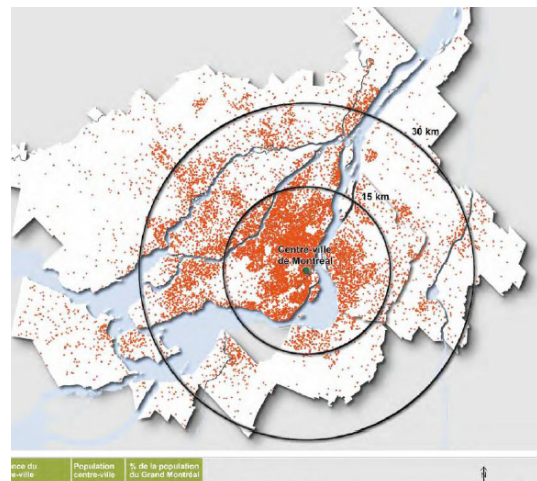 30 km
15 km
Centre-ville
de Montréal
Population
centre-ville
% de la population
du Grand Montréal